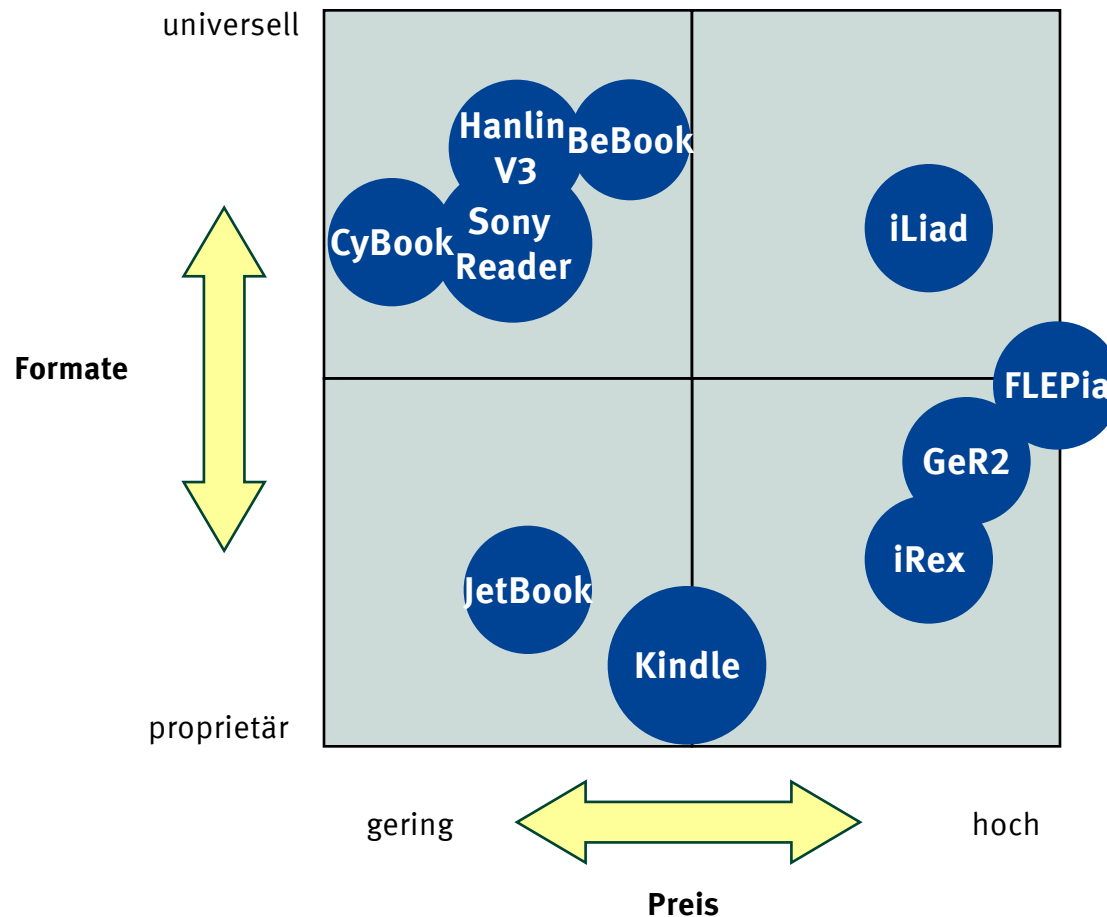 universell
Hanlin
V3
BeBook
CyBook
Sony
Reader
iLiad
Formate
FLEPia
GeR2
iRex
JetBook
Kindle
proprietär
gering
hoch
Preis